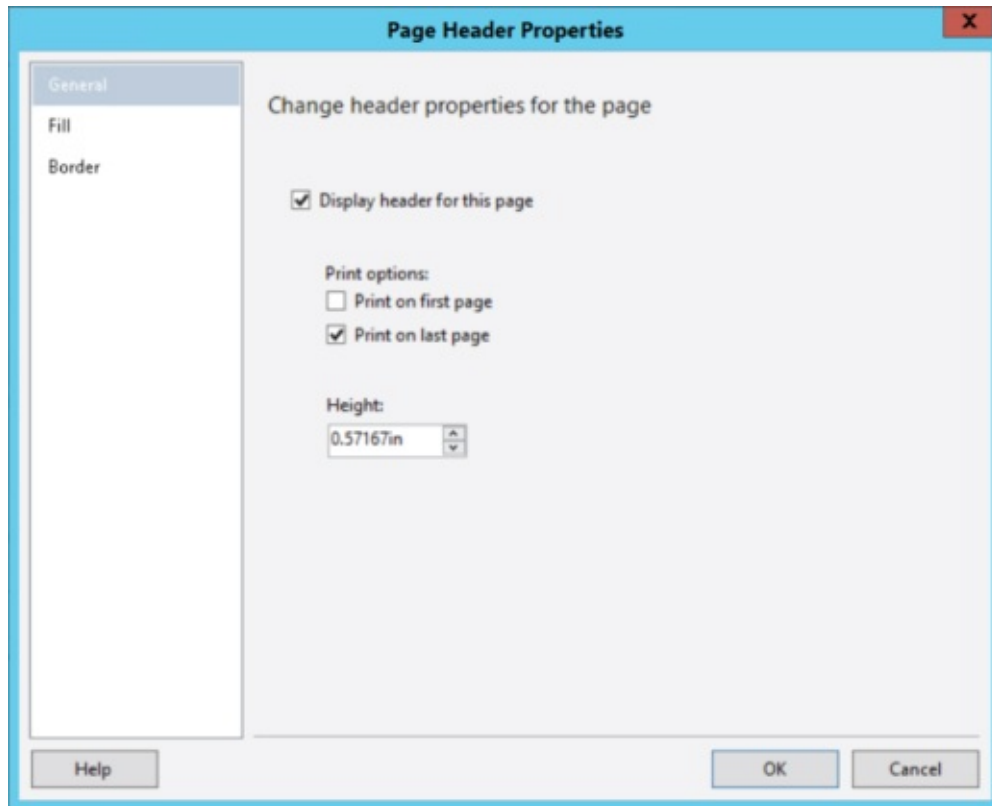 Page Header Properties
X
General
Fill
Border
Change header properties for the page
Display header for this page
Print options:
Print on first page
Print on last page
Height:
0.57167in
Help
OK
Cancel